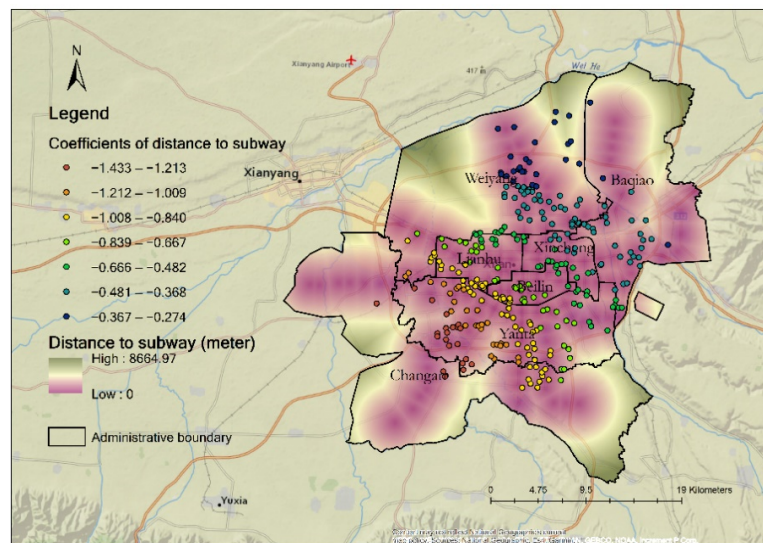 N
Xianyang Airport
417 m
Wei He
Legend
Coefficients of distance to subway
−1.433 – −1.213
−1.212 – −1.009
−1.008 – −0.840
−0.839 – −0.667
−0.666 – −0.482
−0.481 – −0.368
−0.367 – −0.274
Distance to subway (meter)
High : 8664.97
Low : 0
Administrative boundary
Xianyang
Weiyang
Baqiao
Lianhu
Xincheng
Beilin
Yanta
Changan
Yuxia
0 4.75 9.5 19 Kilometers